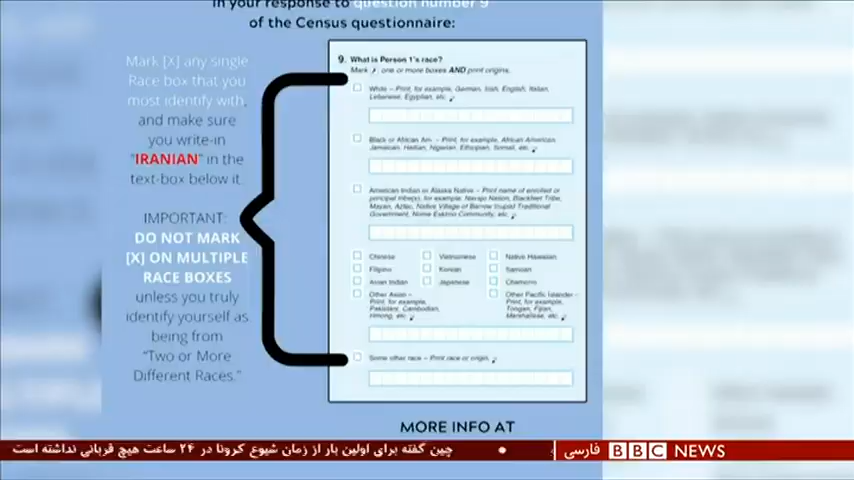 In your response to question number 9
of the Census questionnaire:
Mark [X] any single
Race box that you
most identify with,
and make sure
you write-in
"IRANIAN" in the
text-box below it.
IMPORTANT:
DO NOT MARK
[X] ON MULTIPLE
RACE BOXES
unless you truly
identify yourself as
being from
"Two or More
Different Races."
9. What is Person 1's race?
Mark one or more boxes AND print origins.
White – Print, for example, German, Irish, English, Italian,
Lebanese, Egyptian, etc.
Black or African Am. – Print, for example, African American,
Jamaican, Haitian, Nigerian, Ethiopian, Somali, etc.
American Indian or Alaska Native – Print name of enrolled or
principal tribe(s), for example, Navajo Nation, Blackfeet Tribe,
Mayan, Aztec, Native Village of Barrow Inupiat Traditional
Government, Nome Eskimo Community, etc.
Chinese
Vietnamese
Native Hawaiian
Filipino
Korean
Samoan
Asian Indian
Japanese
Chamorro
Other Asian –
Print, for example,
Pakistani, Cambodian,
Hmong, etc.
Other Pacific Islander –
Print, for example,
Tongan, Fijian,
Marshallese, etc.
Some other race – Print race or origin.
MORE INFO AT
چین گفته برای اولین بار از زمان شیوع کرونا در ۲۴ ساعت هیچ قربانی نداشته است
فارسی BBC NEWS